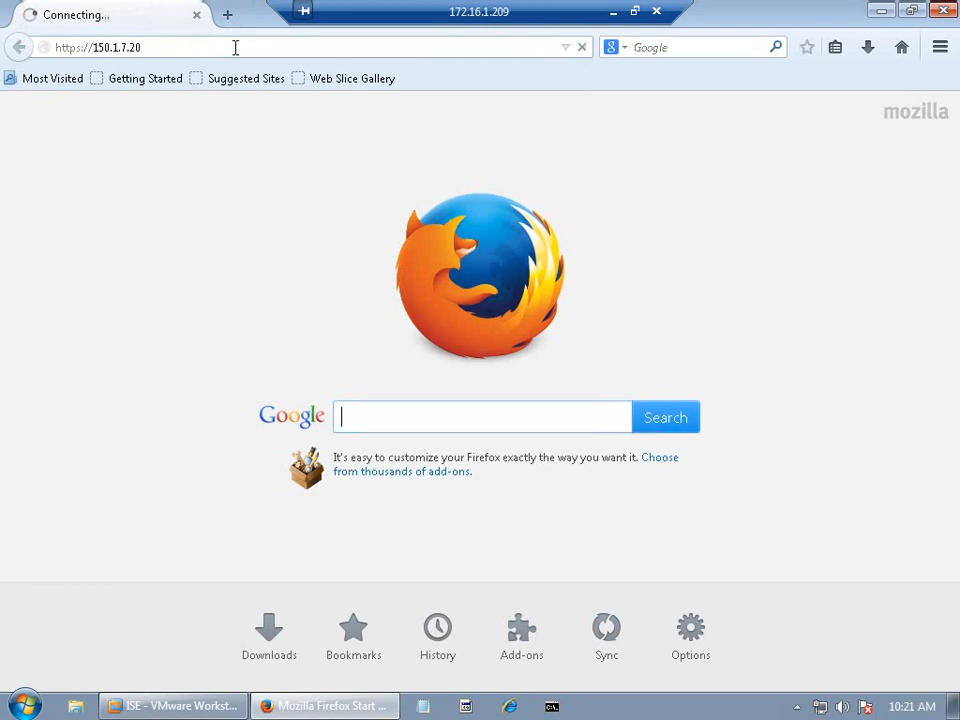 Connecting...
172.16.1.209
https://150.1.7.20
Google
Most Visited
Getting Started
Suggested Sites
Web Slice Gallery
mozilla
Google
Search
It's easy to customize your Firefox exactly the way you want it. Choose
from thousands of add-ons.
Downloads
Bookmarks
History
Add-ons
Sync
Options
ISE - VMware Workst...
Mozilla Firefox Start ...
10:21 AM